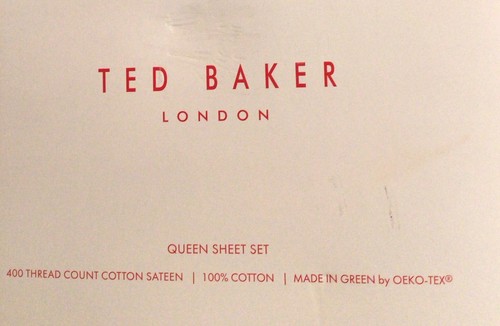 TED BAKER
LONDON
QUEEN SHEET SET
400 THREAD COUNT COTTON SATEEN | 100% COTTON | MADE IN GREEN by OEKO-TEX®